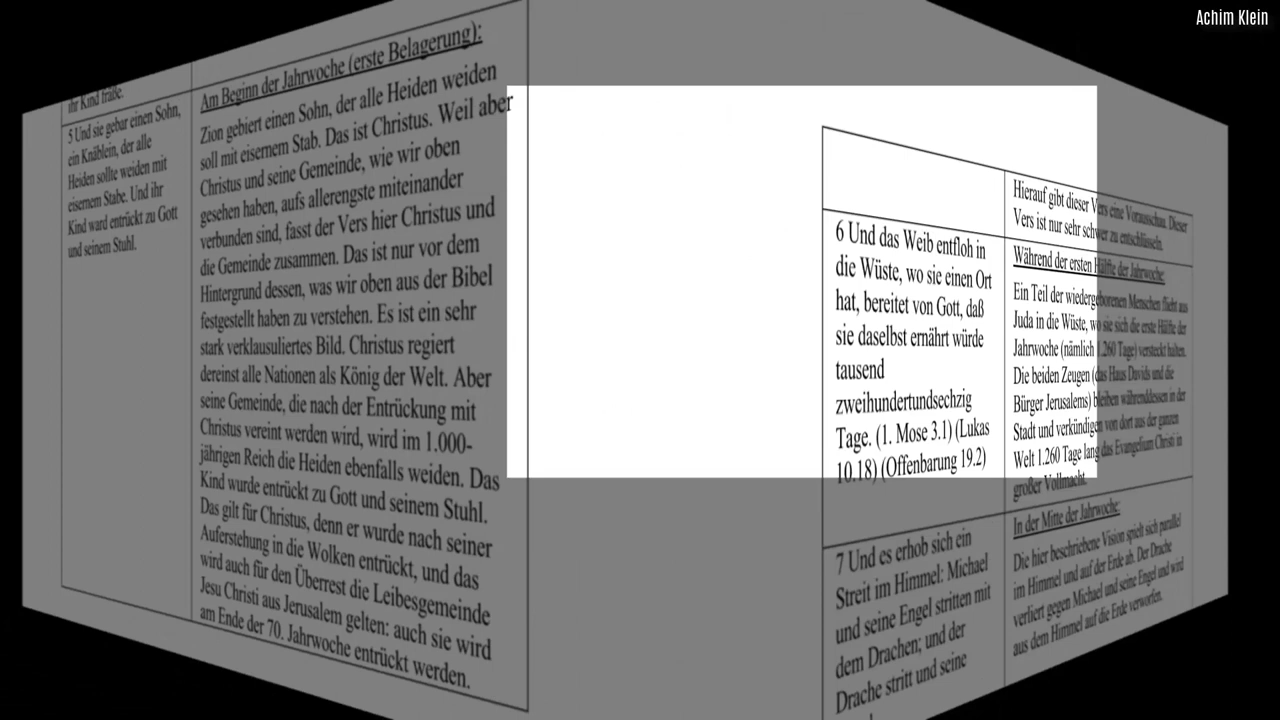 Achim Klein
ihr Kind fräße.
5 Und sie gebar einen Sohn,
ein Knäblein, der alle
Heiden sollte weiden mit
eisernem Stabe. Und ihr
Kind ward entrückt zu Gott
und seinem Stuhl.
Am Beginn der Jahrwoche (erste Belagerung):
Zion gebiert einen Sohn, der alle Heiden weiden
soll mit eisernem Stab. Das ist Christus. Weil aber
Christus und seine Gemeinde, wie wir oben
gesehen haben, aufs allerengste miteinander
verbunden sind, fasst der Vers hier Christus und
die Gemeinde zusammen. Das ist nur vor dem
Hintergrund dessen, was wir oben aus der Bibel
festgestellt haben zu verstehen. Es ist ein sehr
stark verklausuliertes Bild. Christus regiert
dereinst alle Nationen als König der Welt. Aber
seine Gemeinde, die nach der Entrückung mit
Christus vereint werden wird, wird im 1.000-
jährigen Reich die Heiden ebenfalls weiden. Das
Kind wurde entrückt zu Gott und seinem Stuhl.
Das gilt für Christus, denn er wurde nach seiner
Auferstehung in die Wolken entrückt, und das
wird auch für den Überrest die Leibesgemeinde
Jesu Christi aus Jerusalem gelten: auch sie wird
am Ende der 70. Jahrwoche entrückt werden.
Hierauf gibt dieser Vers eine Vorausschau. Dieser
Vers ist nur sehr schwer zu entschlüsseln.
6 Und das Weib entfloh in
die Wüste, wo sie einen Ort
hat, bereitet von Gott, daß
sie daselbst ernährt würde
tausend
zweihundertundsechzig
Tage. (1. Mose 3.1) (Lukas
10.18) (Offenbarung 19.2)
Während der ersten Hälfte der Jahrwoche:
Ein Teil der wiedergeborenen Menschen flieht aus
Juda in die Wüste, wo sie sich die erste Hälfte der
Jahrwoche (nämlich 1.260 Tage) versteckt halten.
Die beiden Zeugen (das Haus Davids und die
Bürger Jerusalems) bleiben währenddessen in der
Stadt und verkündigen von dort aus der ganzen
Welt 1.260 Tage lang das Evangelium Christi in
großer Vollmacht.
7 Und es erhob sich ein
Streit im Himmel: Michael
und seine Engel stritten mit
dem Drachen; und der
Drache stritt und seine
In der Mitte der Jahrwoche:
Die hier beschriebene Vision spielt sich parallel
im Himmel und auf der Erde ab. Der Drache
verliert gegen Michael und seine Engel und wird
aus dem Himmel auf die Erde verworfen.